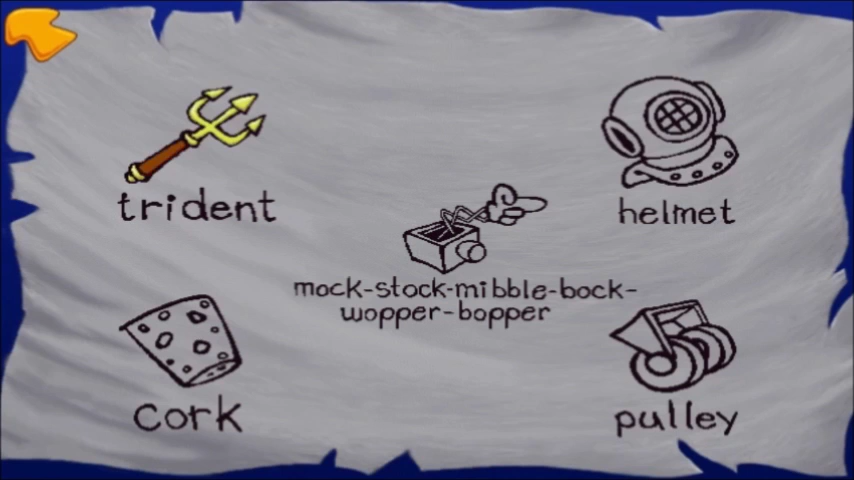 trident
helmet
mock-stock-mibble-bock-
wopper-bopper
cork
pulley